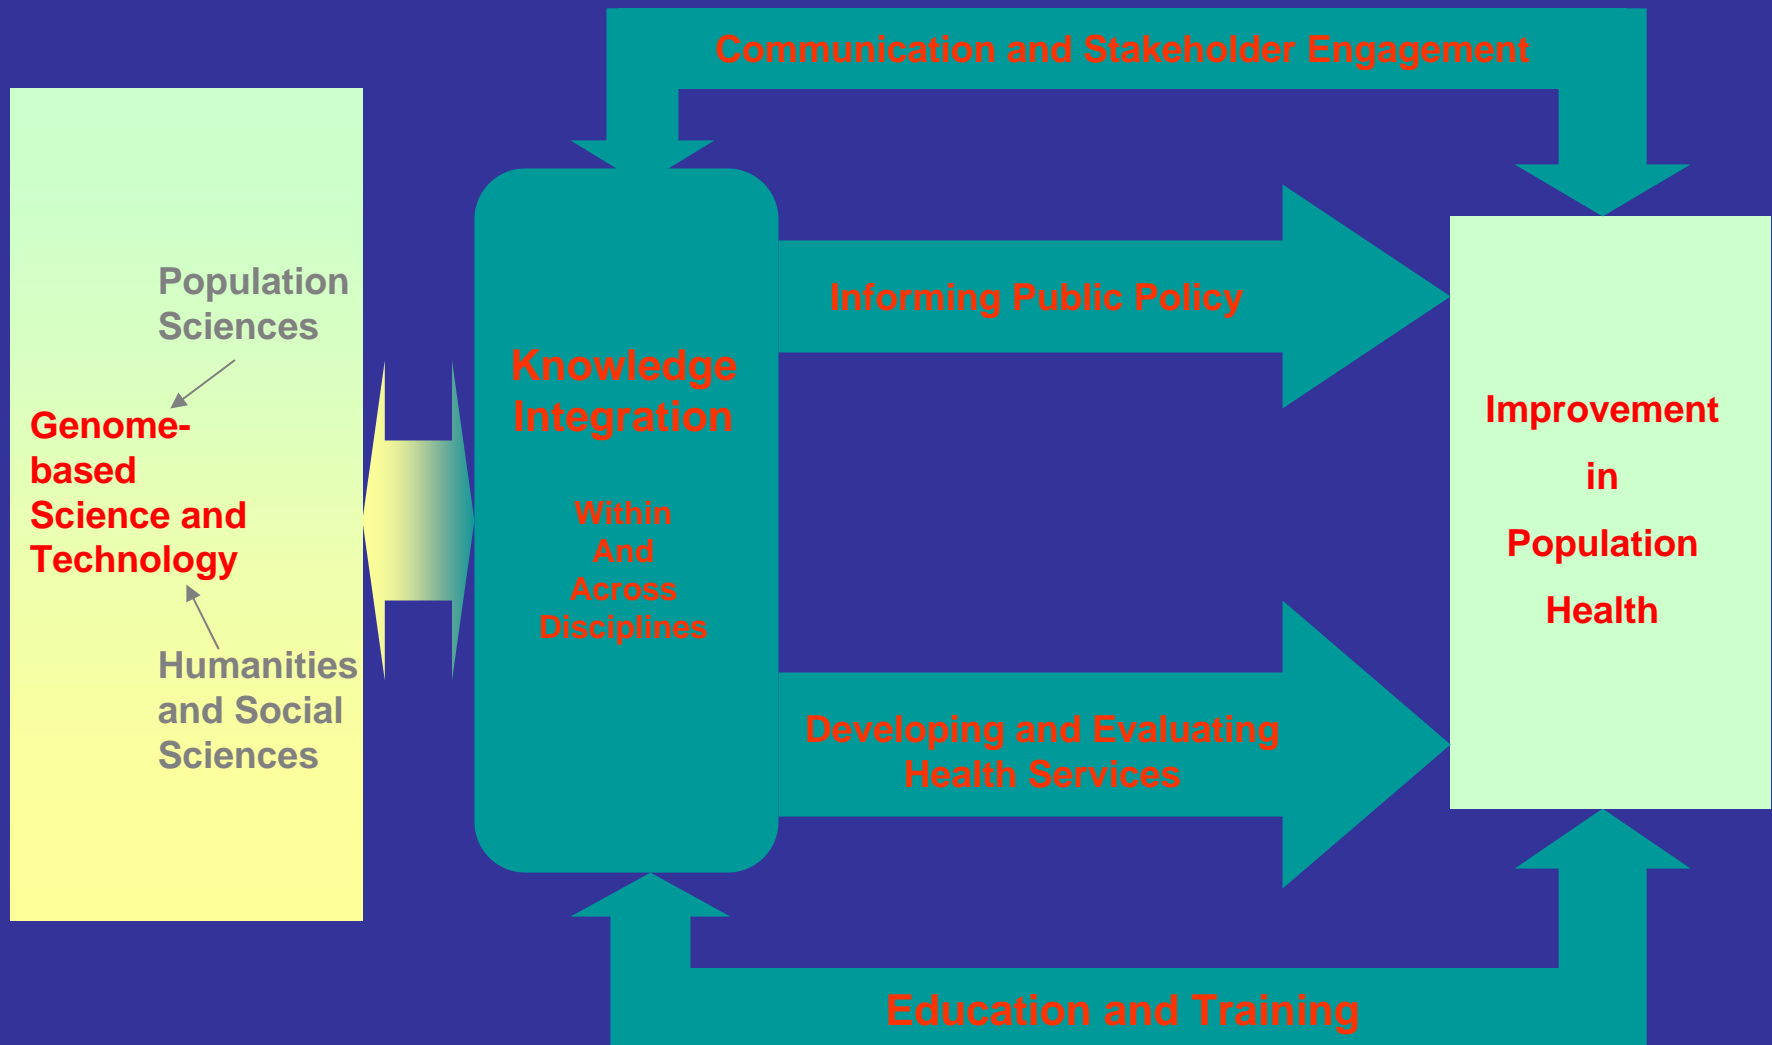 Communication and Stakeholder Engagement
Population
Sciences
Genome-
based
Science and
Technology
Humanities
and Social
Sciences
Knowledge
Integration
Within
And
Across
Disciplines
Informing Public Policy
Developing and Evaluating
Health Services
Improvement
in
Population
Health
Education and Training